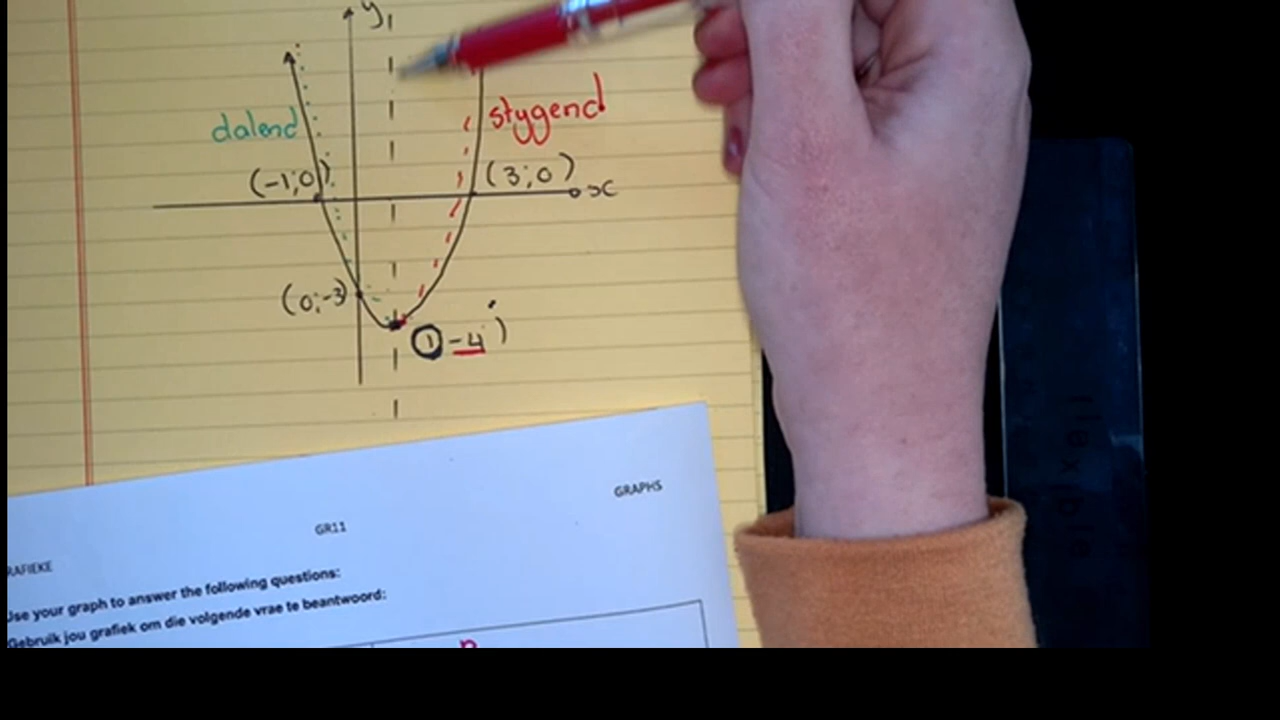 y
dalend
stygend
(-1;0)
(3;0)
x
(0;-3)
(1 -4)
GRAPHS
GR11
RAFIEKE
Use your graph to answer the following questions:
Gebruik jou grafiek om die volgende vrae te beantwoord: